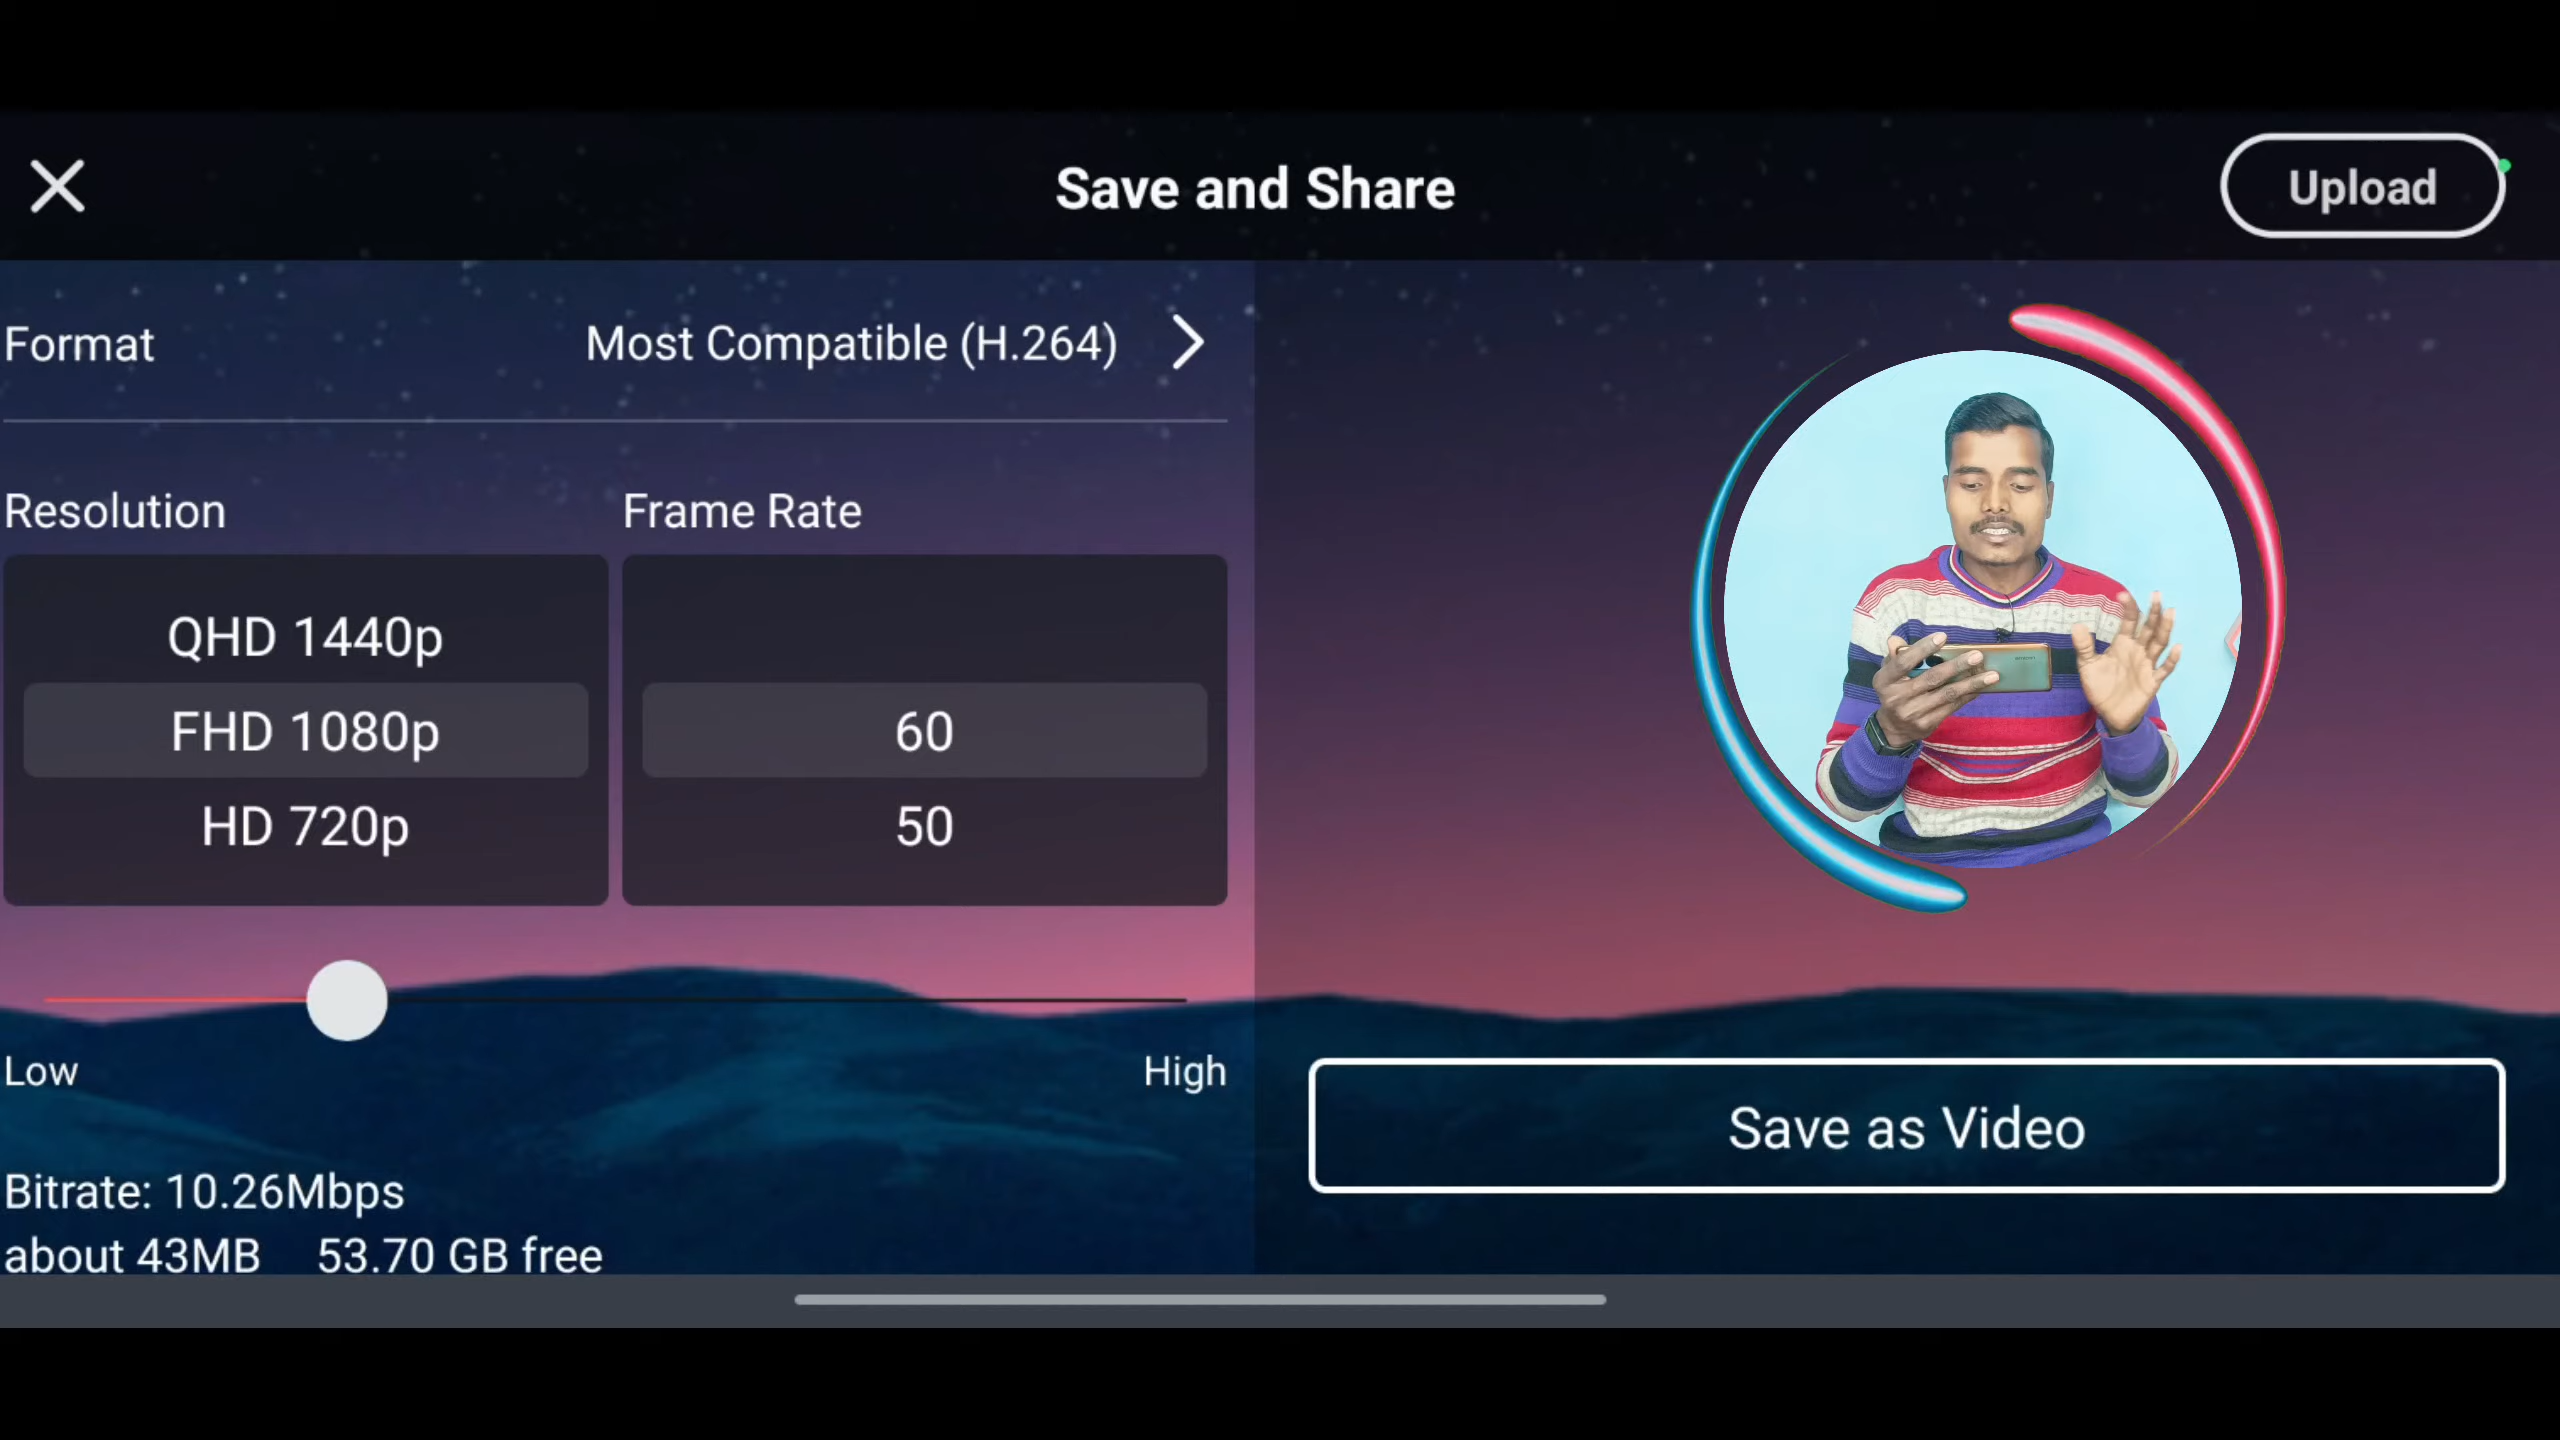 Save and Share
Upload
Format
Most Compatible (H.264)
Resolution
Frame Rate
QHD 1440p
FHD 1080p
HD 720p
60
50
Low
High
Bitrate: 10.26Mbps
about 43MB 53.70 GB free
Save as Video